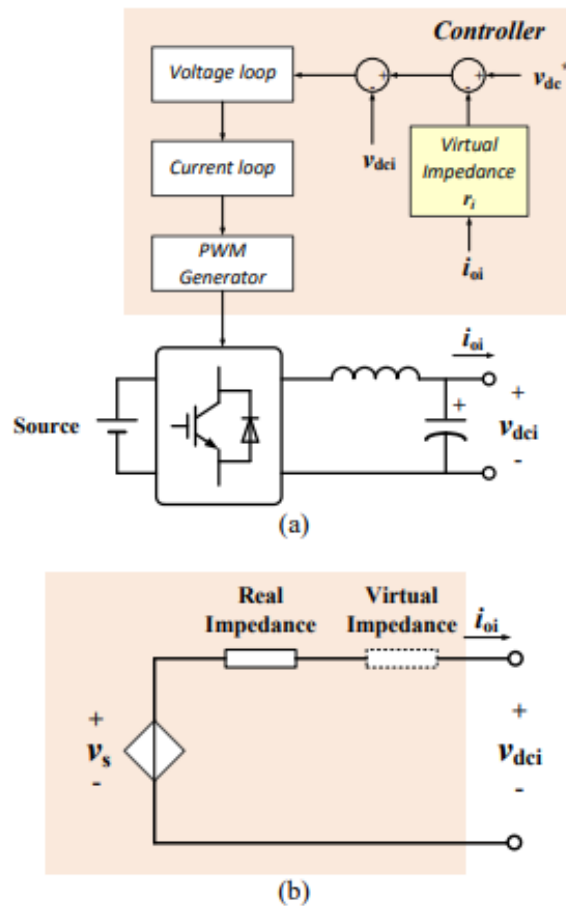 Controller
Voltage loop
+
-
+
-
v_dc*
v_dci
Virtual
Impedance
r_i
Current loop
i_oi
PWM
Generator
i_oi
Source
+
+
v_dci
-
(a)
Real
Impedance
Virtual
Impedance
i_oi
+
v_s
-
+
v_dci
-
(b)